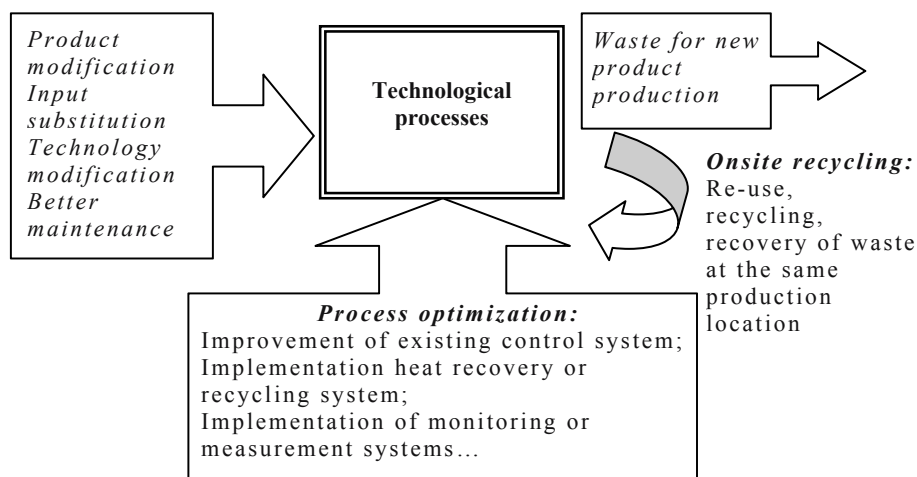 Product
modification
Input
substitution
Technology
modification
Better
maintenance
Technological
processes
Waste for new
product
production
Onsite recycling:
Re-use,
recycling,
recovery of waste
at the same
production
location
Process optimization:
Improvement of existing control system;
Implementation heat recovery or
recycling system;
Implementation of monitoring or
measurement systems…